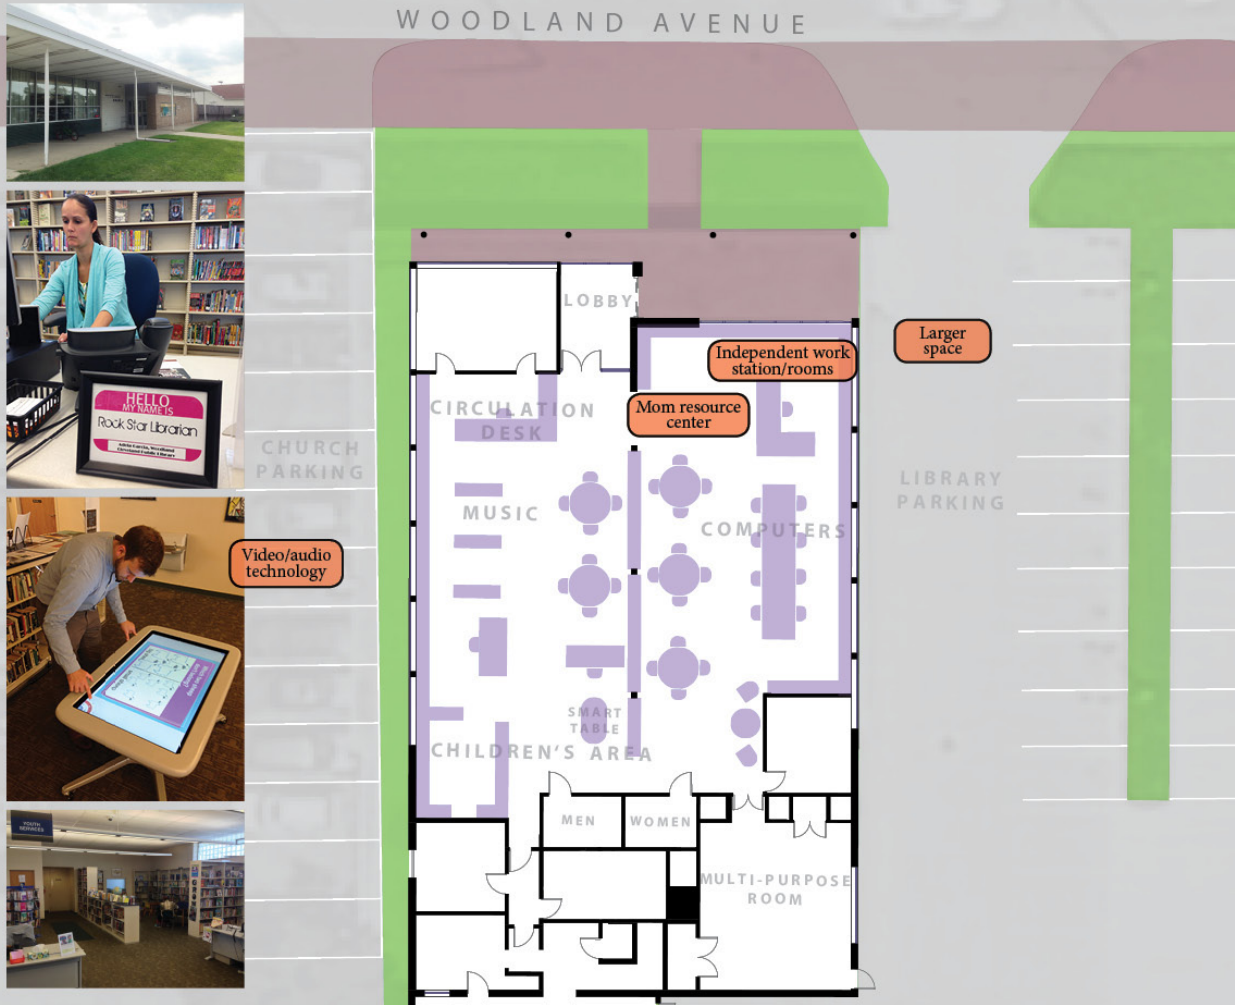 WOODLAND AVENUE
HELLO
MY NAME IS
Rock Star Librarian
YOUTH
SERVICES
CHURCH
PARKING
Video/audio
technology
LOBBY
Independent work
station/rooms
Larger
space
Mom resource
center
CIRCULATION
DESK
MUSIC
COMPUTERS
LIBRARY
PARKING
SMART
TABLE
CHILDREN'S AREA
MEN
WOMEN
MULTI-PURPOSE
ROOM